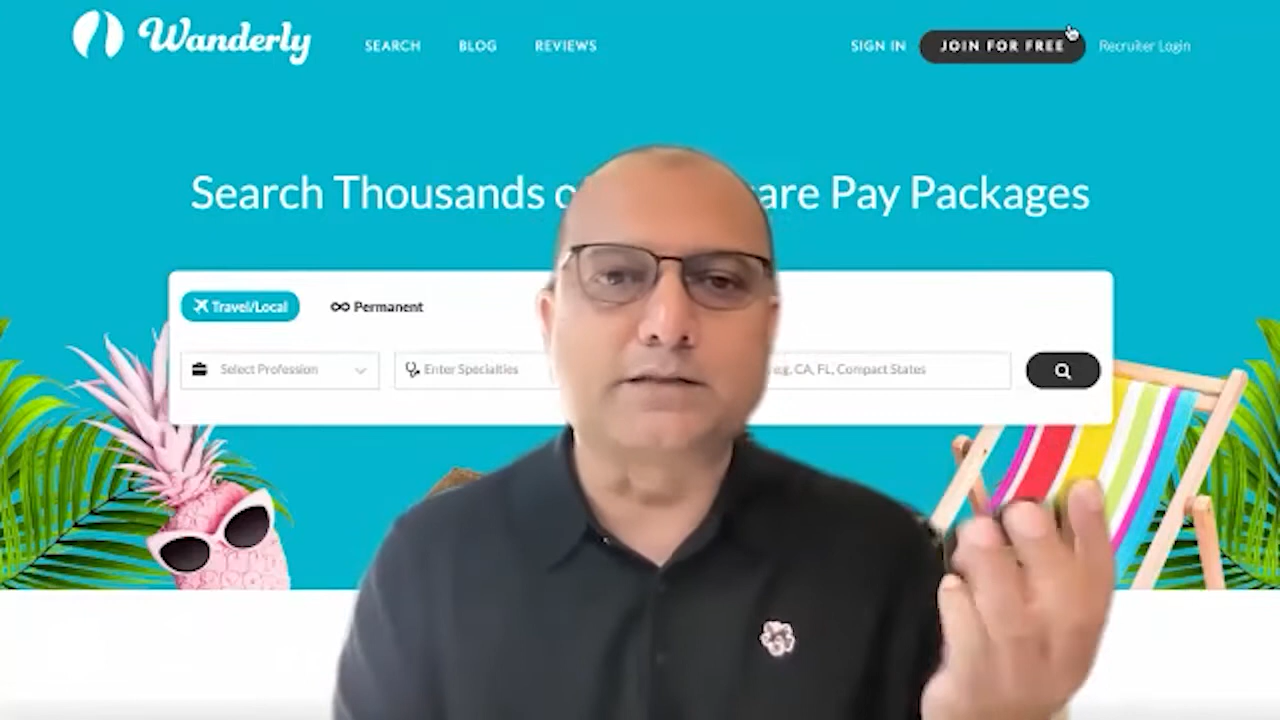 Wanderly
SEARCH BLOG REVIEWS SIGN IN JOIN FOR FREE Recruiter Login
Search Thousands are Pay Packages
Travel/Local Permanent
Select Profession Enter Specialties e.g. CA, FL, Compact States